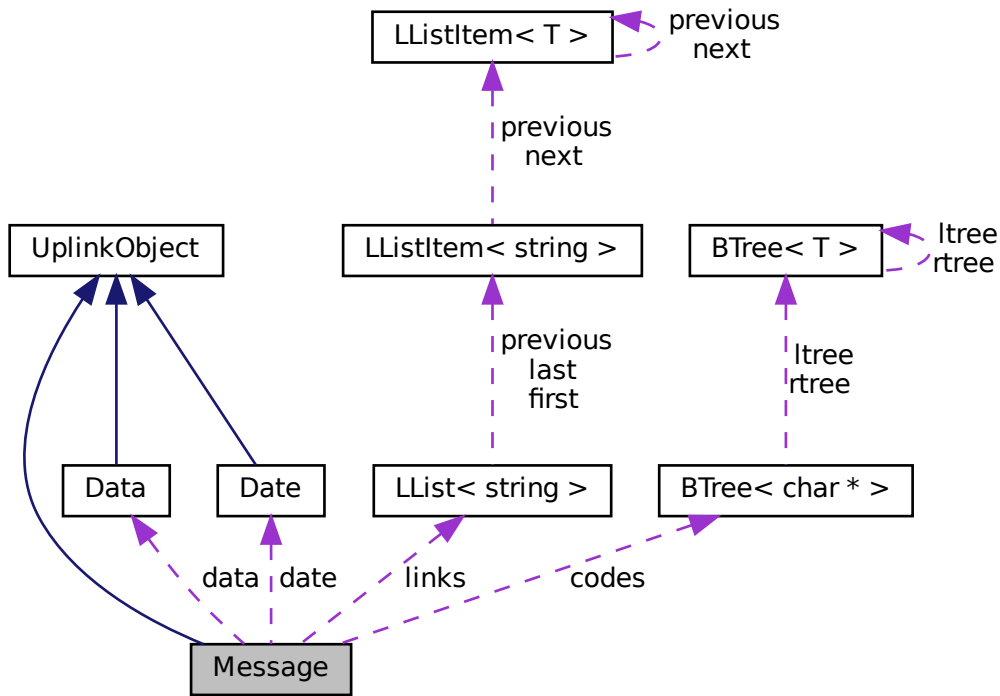 LListItem< T >
previous
next
previous
next
UplinkObject
LListItem< string >
BTree< T >
ltree
rtree
previous
last
first
ltree
rtree
Data
Date
LList< string >
BTree< char * >
data
date
links
codes
Message